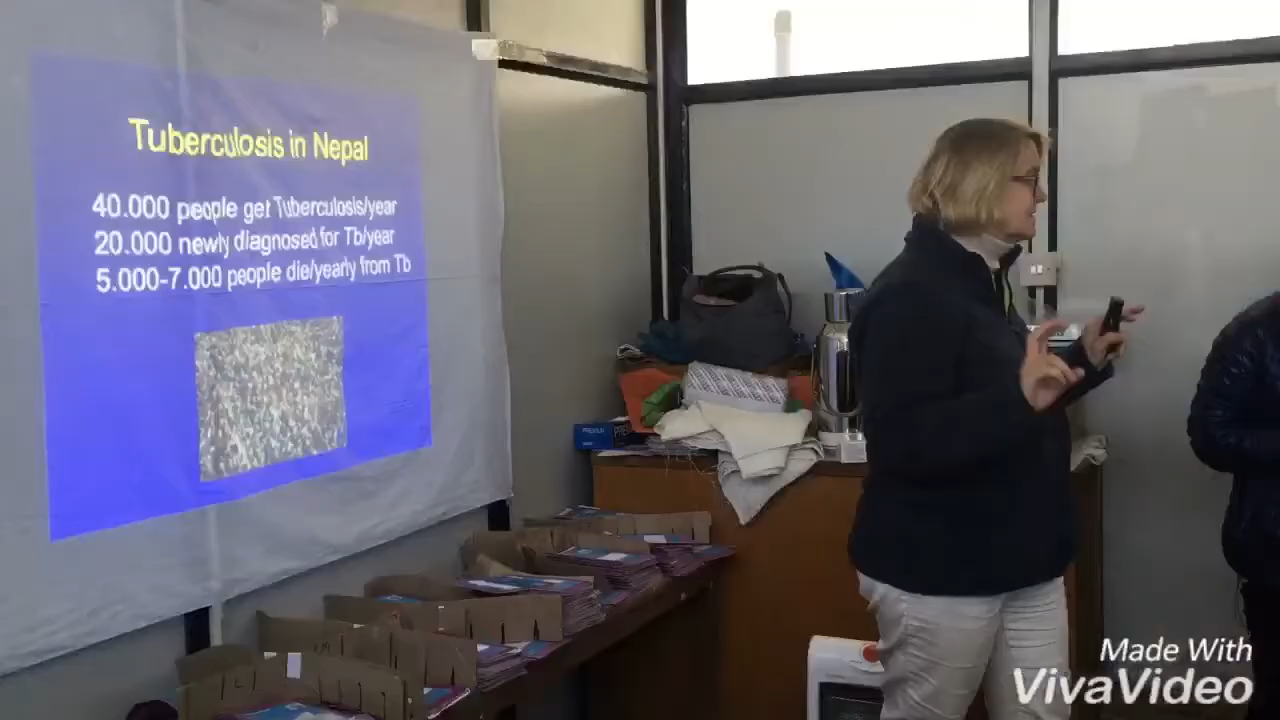 Tuberculosis in Nepal
40.000 people get Tuberculosis/year
20.000 newly diagnosed for Tb/year
5.000-7.000 people die/yearly from Tb
PREMIUM
Made With
VivaVideo